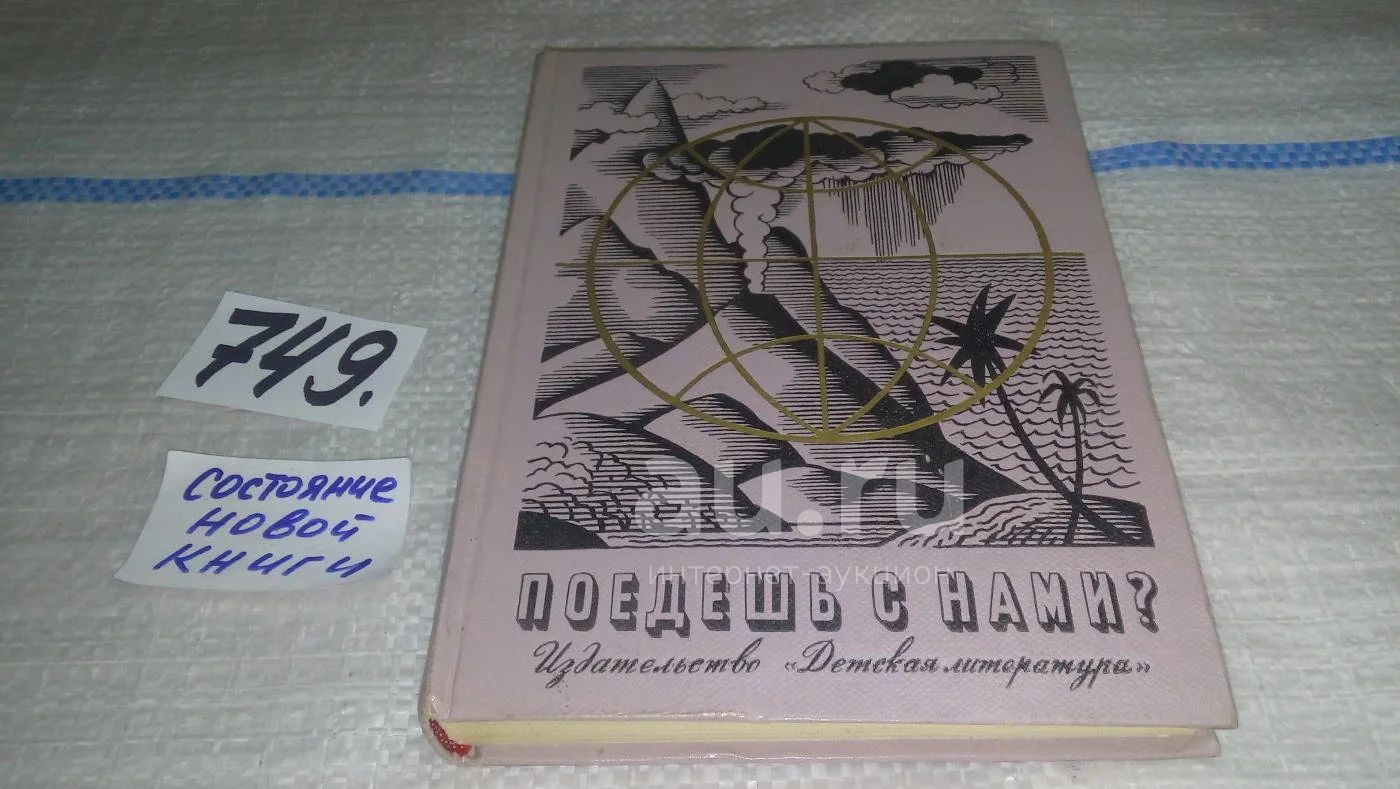 749.
состояние
новой
книги
au.ru
интернет-аукцион
ПОЕДЕШЬ С НАМИ?
Издательство «Детская литература»